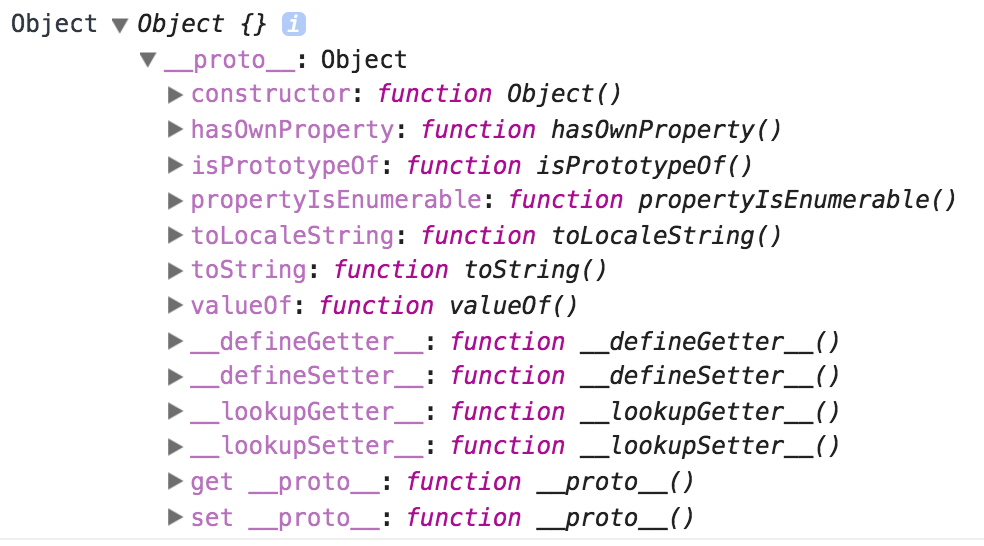 Object ▼ Object {} i
▼ __proto__: Object
▶ constructor: function Object()
▶ hasOwnProperty: function hasOwnProperty()
▶ isPrototypeOf: function isPrototypeOf()
▶ propertyIsEnumerable: function propertyIsEnumerable()
▶ toLocaleString: function toLocaleString()
▶ toString: function toString()
▶ valueOf: function valueOf()
▶ __defineGetter__: function __defineGetter__()
▶ __defineSetter__: function __defineSetter__()
▶ __lookupGetter__: function __lookupGetter__()
▶ __lookupSetter__: function __lookupSetter__()
▶ get __proto__: function __proto__()
▶ set __proto__: function __proto__()